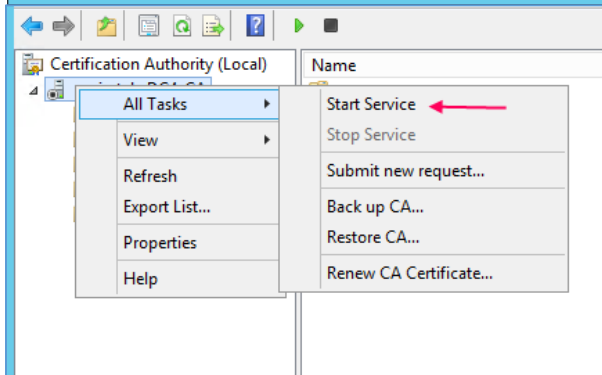 Certification Authority (Local)
Name
All Tasks
View
Refresh
Export List...
Properties
Help
Start Service
Stop Service
Submit new request...
Back up CA...
Restore CA...
Renew CA Certificate...